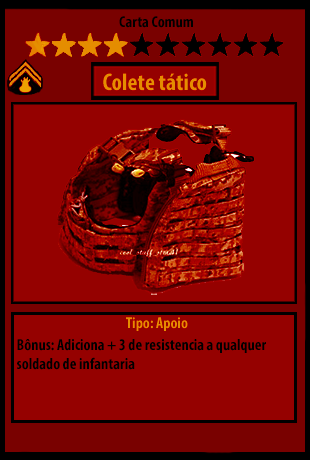 Carta Comum
Colete tático
Tipo: Apoio
Bônus: Adiciona + 3 de resistencia a qualquer
soldado de infantaria